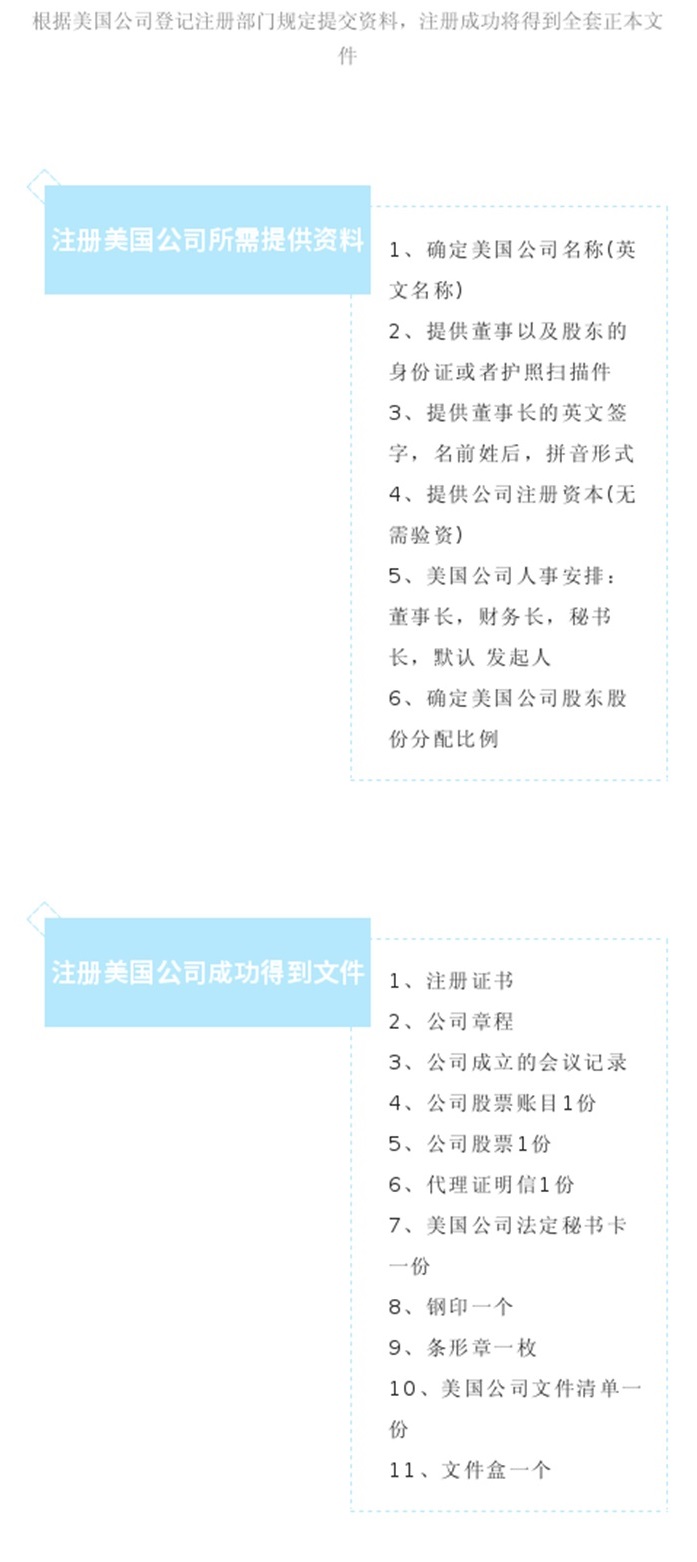 根据美国公司登记注册部门规定提交资料，注册成功将得到全套正本文
件
注册美国公司所需提供资料
1、确定美国公司名称(英
文名称)
2、提供董事以及股东的
身份证或者护照扫描件
3、提供董事长的英文签
字，名前姓后，拼音形式
4、提供公司注册资本(无
需验资)
5、美国公司人事安排：
董事长，财务长，秘书
长，默认 发起人
6、确定美国公司股东股
份分配比例
注册美国公司成功得到文件
1、注册证书
2、公司章程
3、公司成立的会议记录
4、公司股票账目1份
5、公司股票1份
6、代理证明信1份
7、美国公司法定秘书卡
一份
8、钢印一个
9、条形章一枚
10、美国公司文件清单一
份
11、文件盒一个